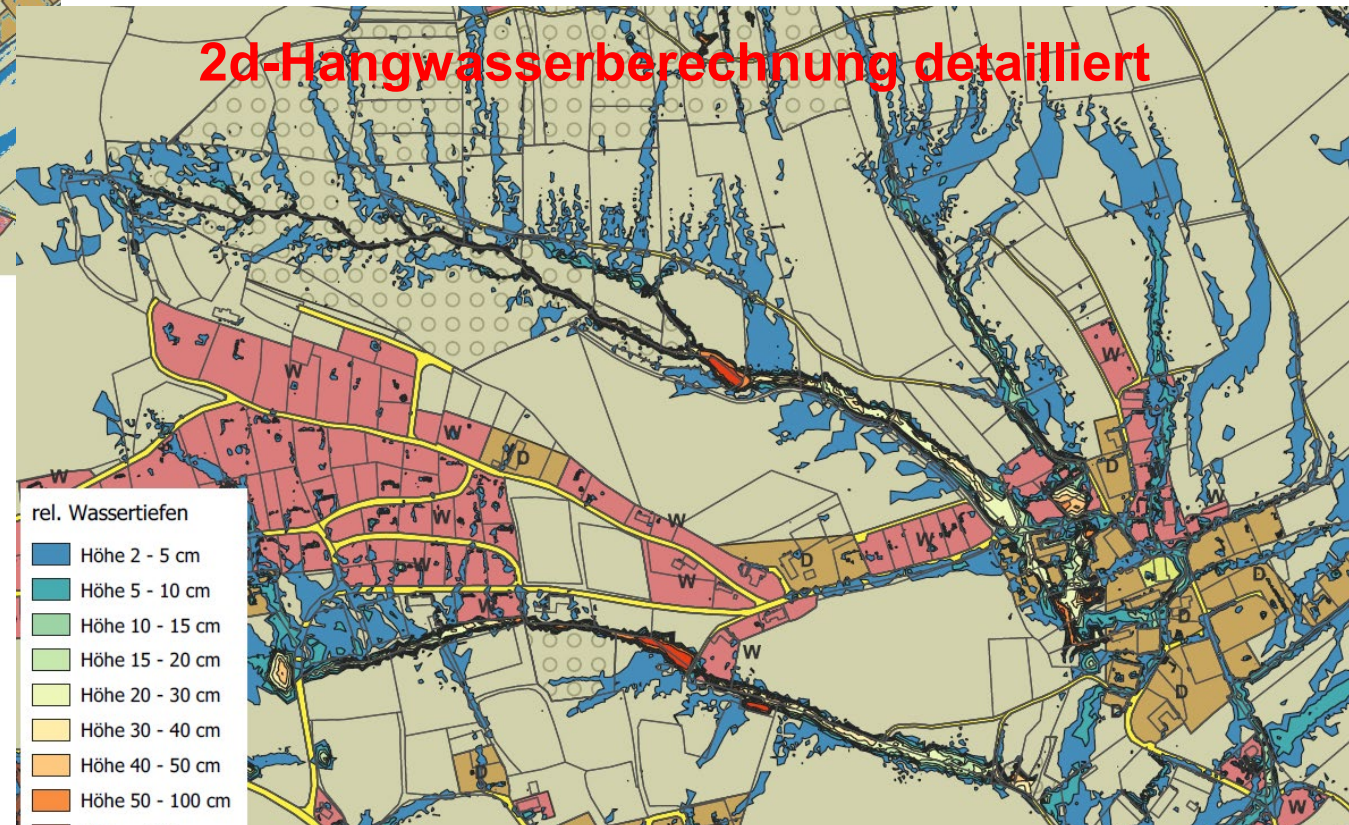 2d-Hangwasserberechnung detailliert
W
W
W
D
W
W
W
W
D
W
W
W
W
W
D
W
D
D
D
D
D
D
W
rel. Wassertiefen
Höhe 2 - 5 cm
Höhe 5 - 10 cm
Höhe 10 - 15 cm
Höhe 15 - 20 cm
Höhe 20 - 30 cm
Höhe 30 - 40 cm
Höhe 40 - 50 cm
Höhe 50 - 100 cm